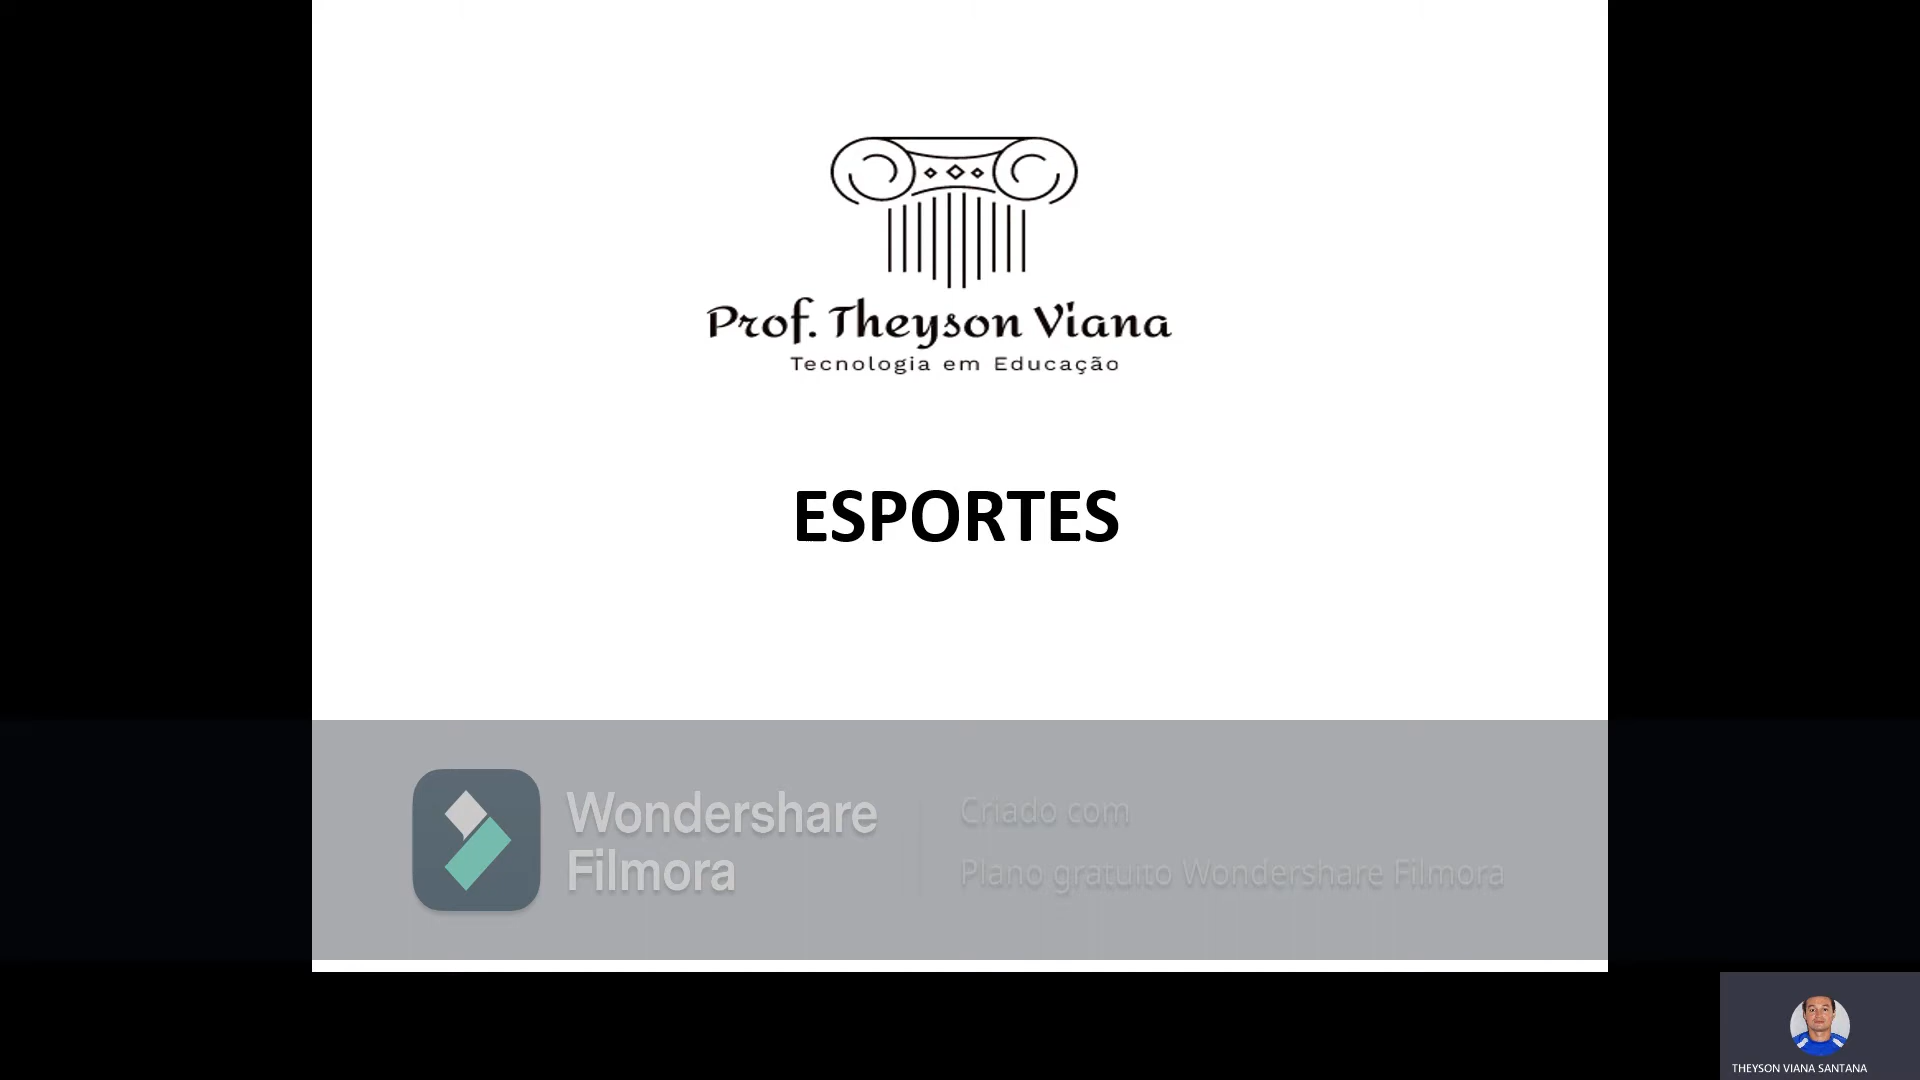 Prof. Theyson Viana
Tecnologia em Educação
ESPORTES
Wondershare
Filmora
Criado com
Plano gratuito Wondershare Filmora
THEYSON VIANA SANTANA